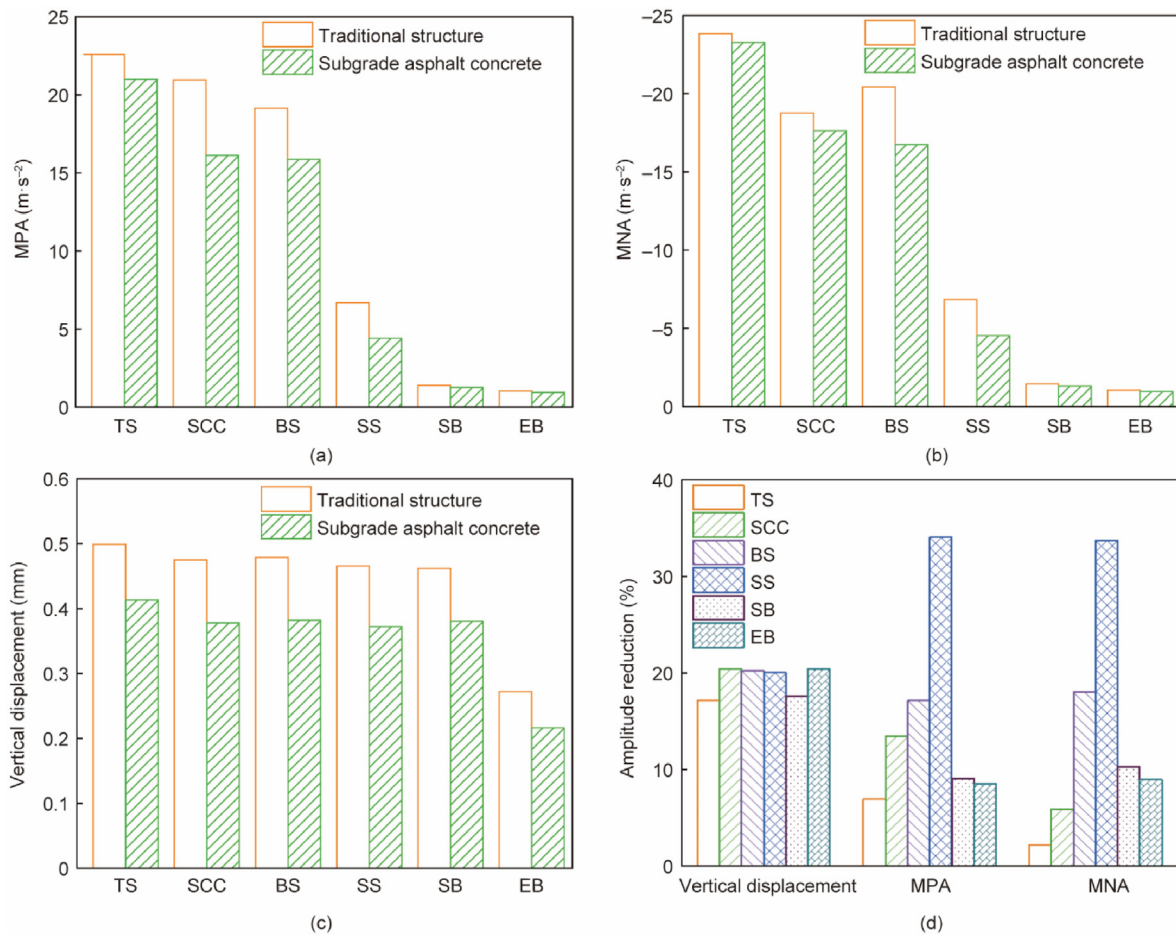 25
20
15
10
5
0
MPA (m·s⁻²)
Traditional structure
Subgrade asphalt concrete
TS SCC BS SS SB EB
(a)
–25
–20
–15
–10
–5
0
MNA (m·s⁻²)
Traditional structure
Subgrade asphalt concrete
TS SCC BS SS SB EB
(b)
0.6
0.5
0.4
0.3
0.2
0.1
0
Vertical displacement (mm)
Traditional structure
Subgrade asphalt concrete
TS SCC BS SS SB EB
(c)
40
30
20
10
0
Amplitude reduction (%)
TS
SCC
BS
SS
SB
EB
Vertical displacement MPA MNA
(d)